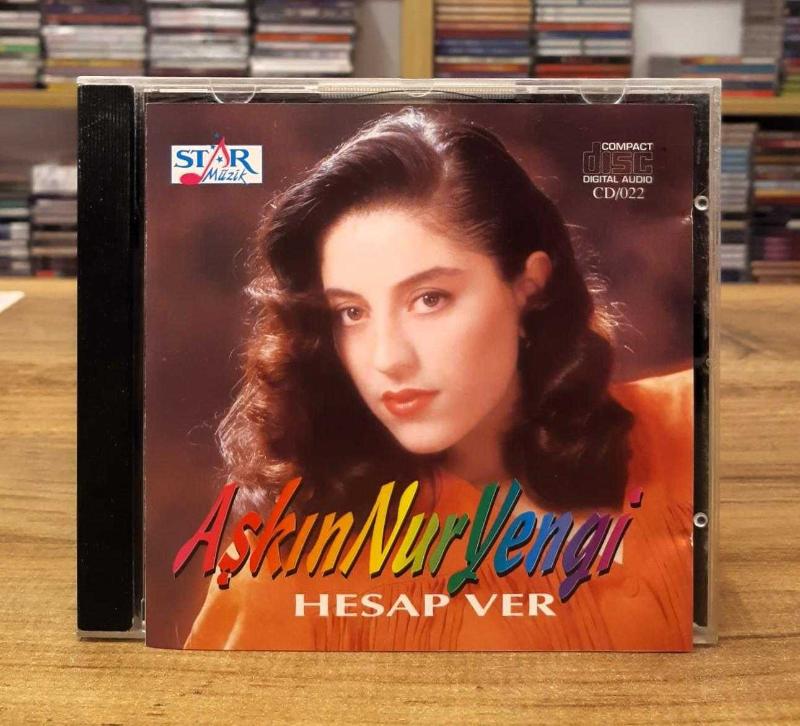 STAR
Müzik
COMPACT
disc
DIGITAL AUDIO
CD/022
AşkınNurYengi
HESAP VER